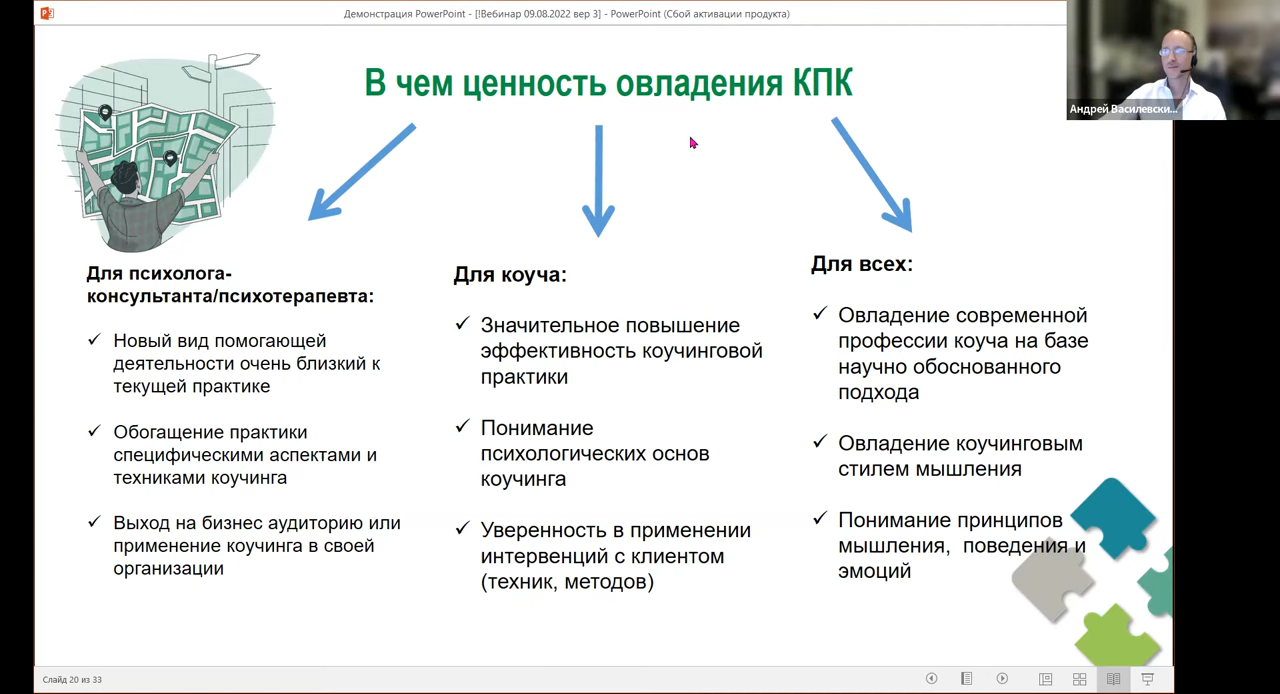 Демонстрация PowerPoint - [!Вебинар 09.08.2022 вер 3] - PowerPoint (Сбой активации продукта)
Андрей Василевски...
В чем ценность овладения КПК
Для психолога-
консультанта/психотерапевта:
Новый вид помогающей
деятельности очень близкий к
текущей практике
Обогащение практики
специфическими аспектами и
техниками коучинга
Выход на бизнес аудиторию или
применение коучинга в своей
организации
Для коуча:
Значительное повышение
эффективность коучинговой
практики
Понимание
психологических основ
коучинга
Уверенность в применении
интервенций с клиентом
(техник, методов)
Для всех:
Овладение современной
профессии коуча на базе
научно обоснованного
подхода
Овладение коучинговым
стилем мышления
Понимание принципов
мышления,  поведения и
эмоций
Слайд 20 из 33